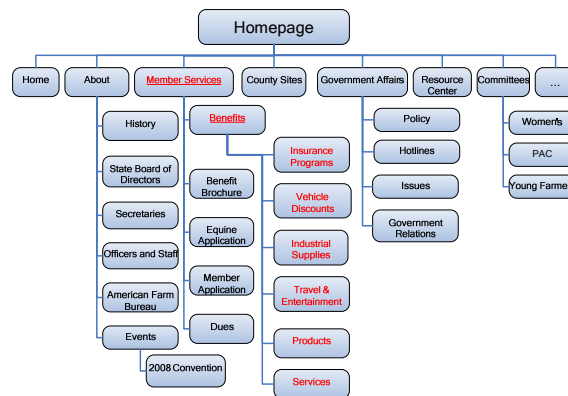 Homepage
Home
About
Member Services
County Sites
Government Affairs
Resource
Center
Committees
...
History
State Board of
Directors
Secretaries
Officers and Staff
American Farm
Bureau
Events
2008 Convention
Benefits
Benefit
Brochure
Equine
Application
Member
Application
Dues
Insurance
Programs
Vehicle
Discounts
Industrial
Supplies
Travel &
Entertainment
Products
Services
Policy
Hotlines
Issues
Government
Relations
Women's
PAC
Young Farmer